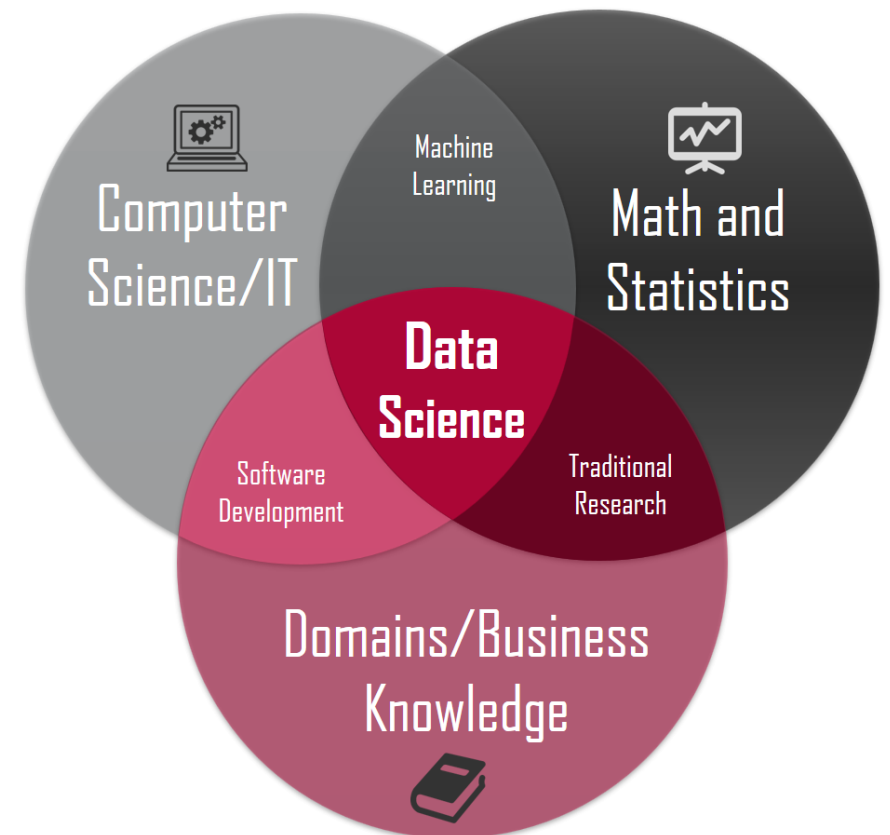 Machine
Learning
Computer
Science/IT
Math and
Statistics
Data
Science
Software
Development
Traditional
Research
Domains/Business
Knowledge